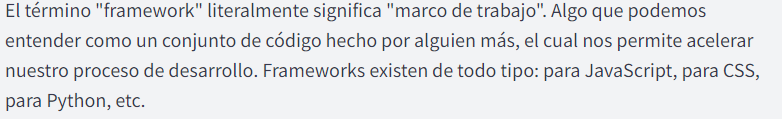 El término "framework" literalmente significa "marco de trabajo". Algo que podemos
entender como un conjunto de código hecho por alguien más, el cual nos permite acelerar
nuestro proceso de desarrollo. Frameworks existen de todo tipo: para JavaScript, para CSS,
para Python, etc.